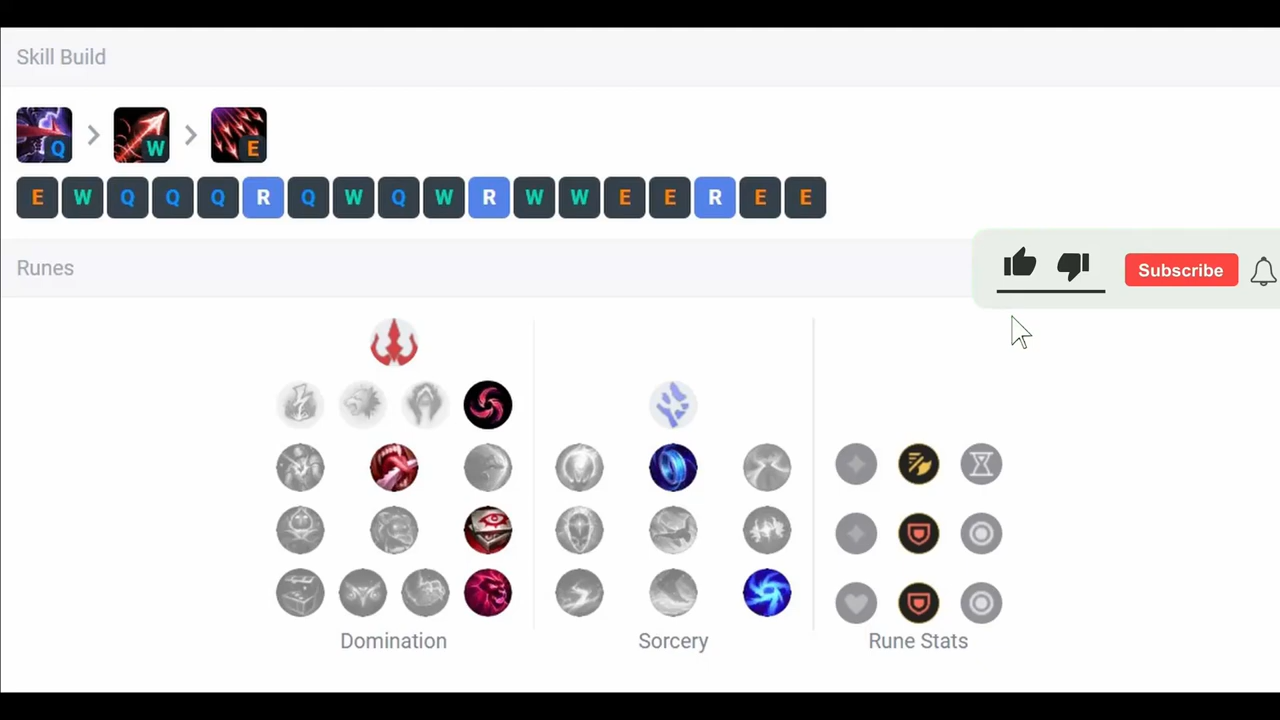 Skill Build
Q W E
E W Q Q Q R Q W Q W R W W E E R E E
Runes
Subscribe
Domination Sorcery Rune Stats